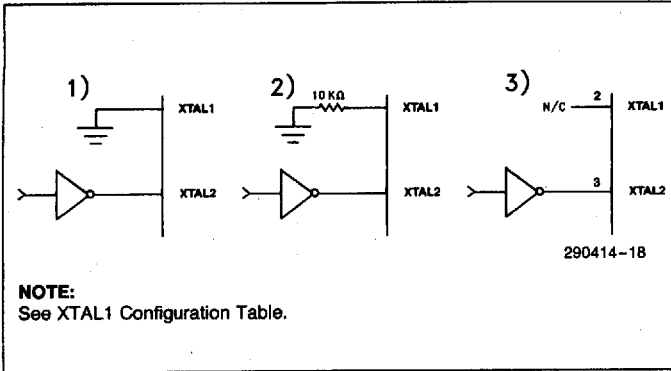 1)
XTAL1
XTAL2
2)
10 KΩ
XTAL1
XTAL2
3)
N/C
2
XTAL1
3
XTAL2
290414-18
NOTE:
See XTAL1 Configuration Table.